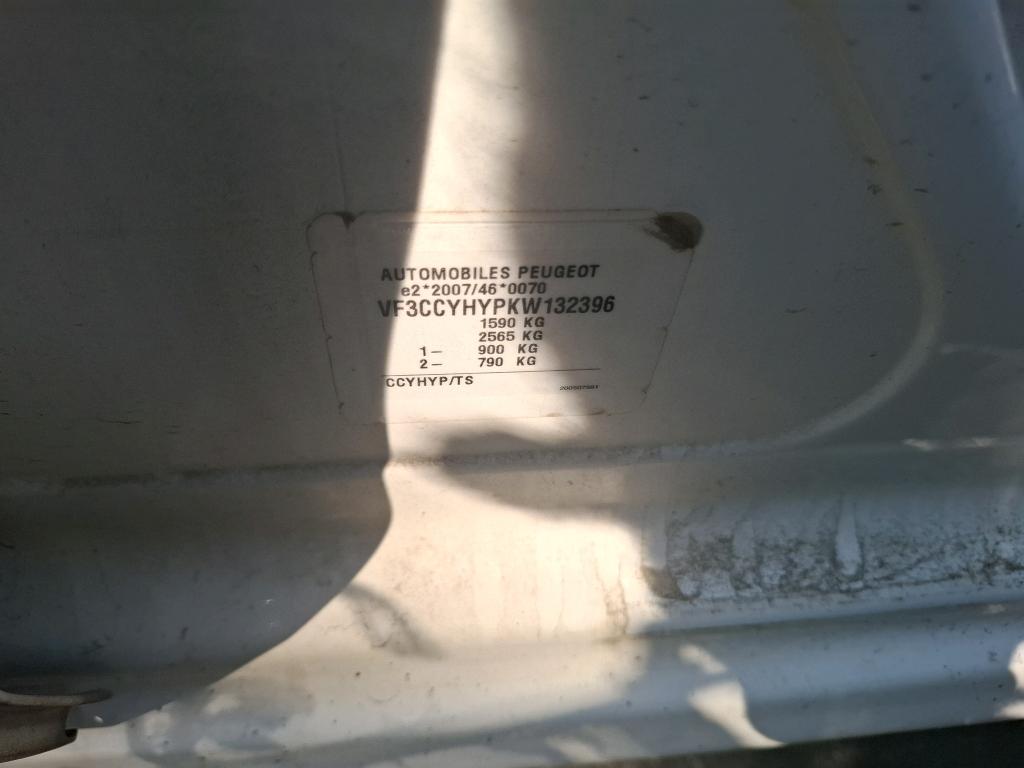 AUTOMOBILES PEUGEOT
e2*2007/46*0070
VF3CCYHYPKW132396
1590 KG
2565 KG
1– 900 KG
2– 790 KG
CCYHYP/TS